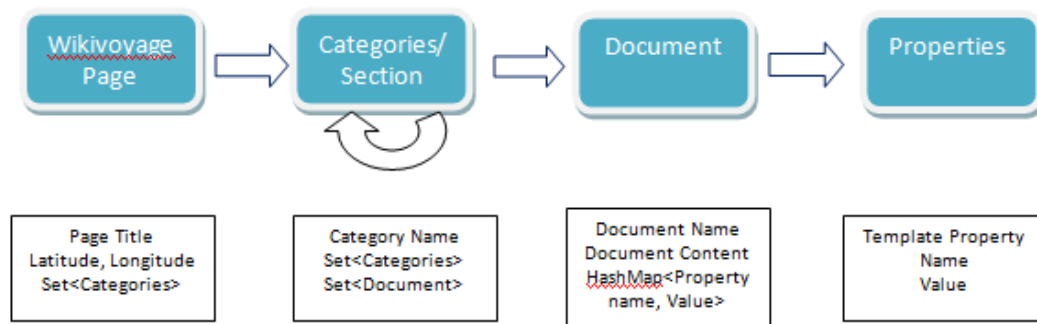 Wikivoyage
Page
Categories/
Section
Document
Properties
Page Title
Latitude, Longitude
Set<Categories>
Category Name
Set<Categories>
Set<Document>
Document Name
Document Content
HashMap<Property
name, Value>
Template Property
Name
Value